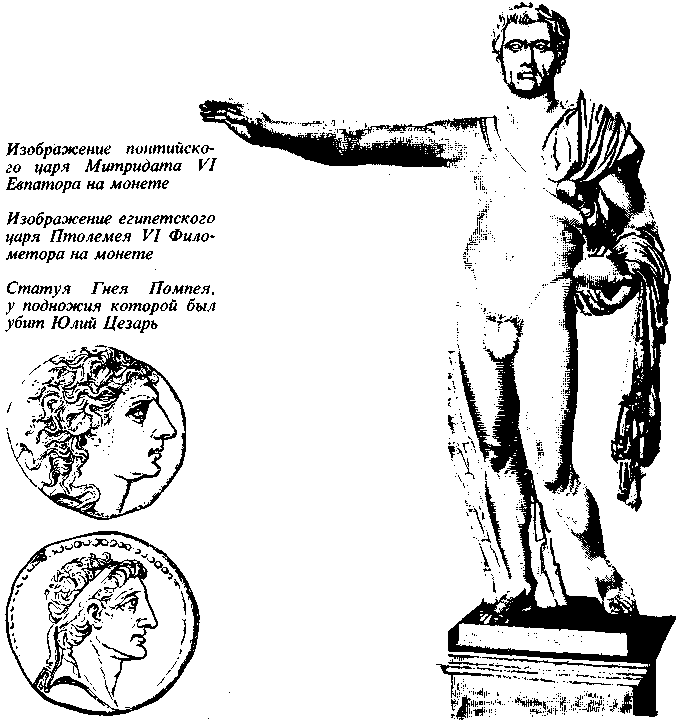 Изображение понтийско-
го царя Митридата VI
Евпатора на монете
Изображение египетского
царя Птолемея VI Фило-
метора на монете
Статуя Гнея Помпея,
у подножия которой был
убит Юлий Цезарь